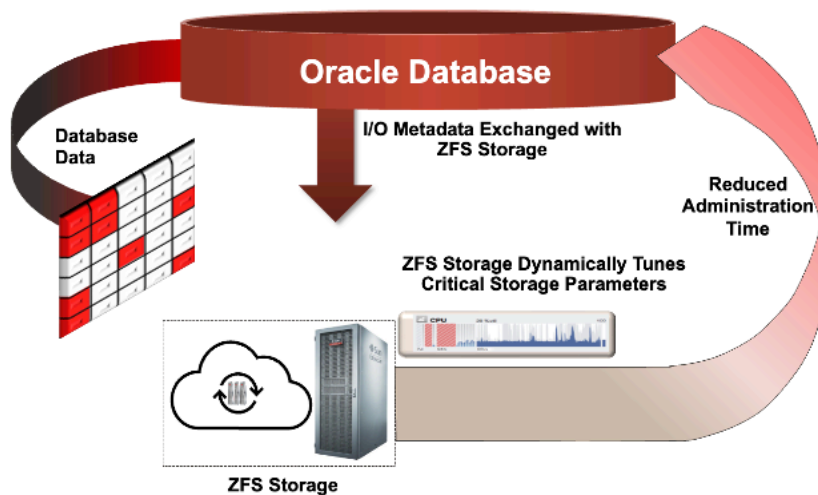 Oracle Database
I/O Metadata Exchanged with
ZFS Storage
Database
Data
Reduced
Administration
Time
ZFS Storage Dynamically Tunes
Critical Storage Parameters
CPU
ZFS Storage